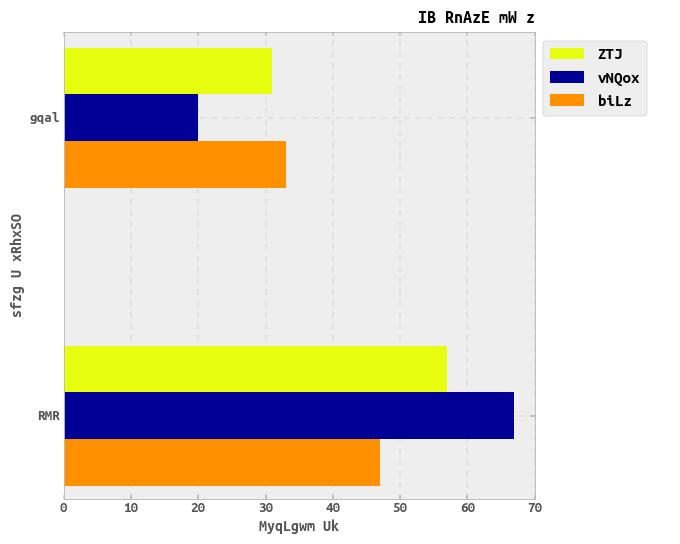 IB RnAzE mW z
ZTJ
vNQox
biLz
gqal
RMR
sfzg U xRhxSO
0 10 20 30 40 50 60 70
MyqLgwm Uk